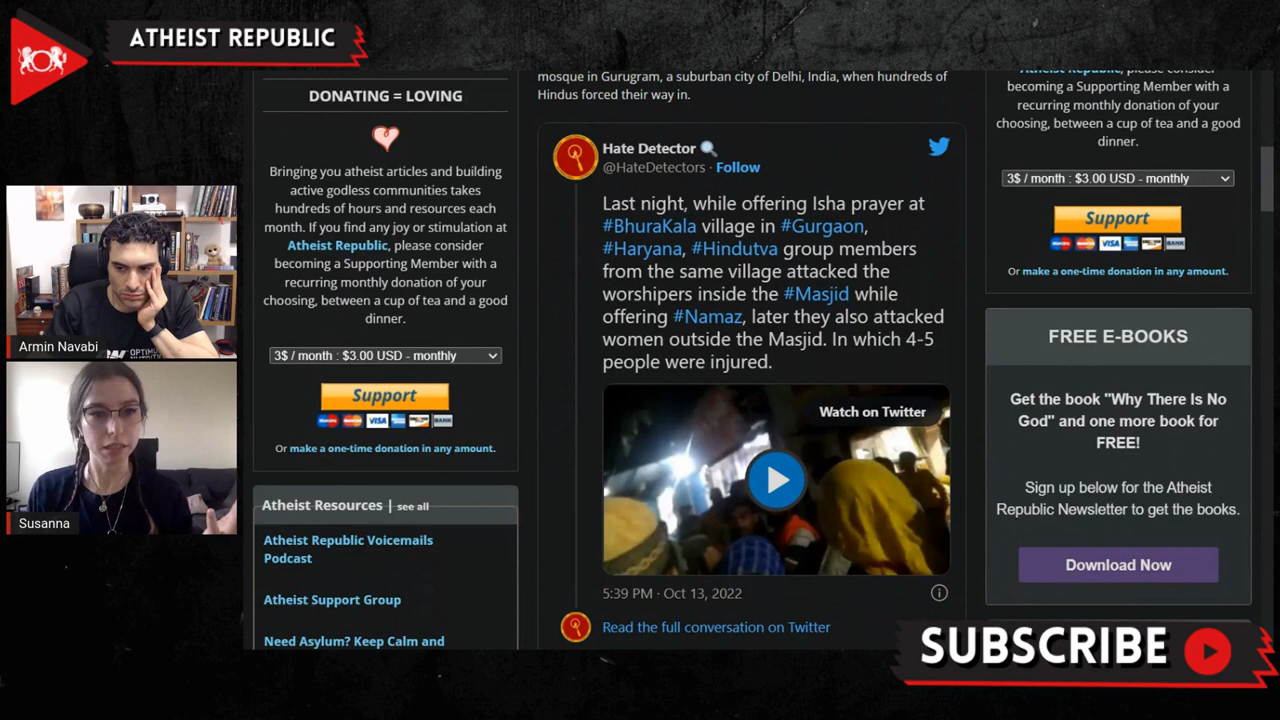 ATHEIST REPUBLIC
DONATING = LOVING
Bringing you atheist articles and building
active godless communities takes
hundreds of hours and resources each
month. If you find any joy or stimulation at
Atheist Republic, please consider
becoming a Supporting Member with a
recurring monthly donation of your
choosing, between a cup of tea and a good
dinner.
3$ / month : $3.00 USD - monthly
Support
VISA
BANK
Or make a one-time donation in any amount.
Atheist Resources | see all
Atheist Republic Voicemails
Podcast
Atheist Support Group
Need Asylum? Keep Calm and
mosque in Gurugram, a suburban city of Delhi, India, when hundreds of
Hindus forced their way in.
Hate Detector
@HateDetectors · Follow
Last night, while offering Isha prayer at
#BhuraKala village in #Gurgaon,
#Haryana, #Hindutva group members
from the same village attacked the
worshipers inside the #Masjid while
offering #Namaz, later they also attacked
women outside the Masjid. In which 4-5
people were injured.
Watch on Twitter
5:39 PM · Oct 13, 2022
Read the full conversation on Twitter
Atheist Republic, please consider
becoming a Supporting Member with a
recurring monthly donation of your
choosing, between a cup of tea and a good
dinner.
3$ / month : $3.00 USD - monthly
Support
VISA
BANK
Or make a one-time donation in any amount.
FREE E-BOOKS
Get the book "Why There Is No
God" and one more book for
FREE!
Sign up below for the Atheist
Republic Newsletter to get the books.
Download Now
Armin Navabi
Susanna
SUBSCRIBE